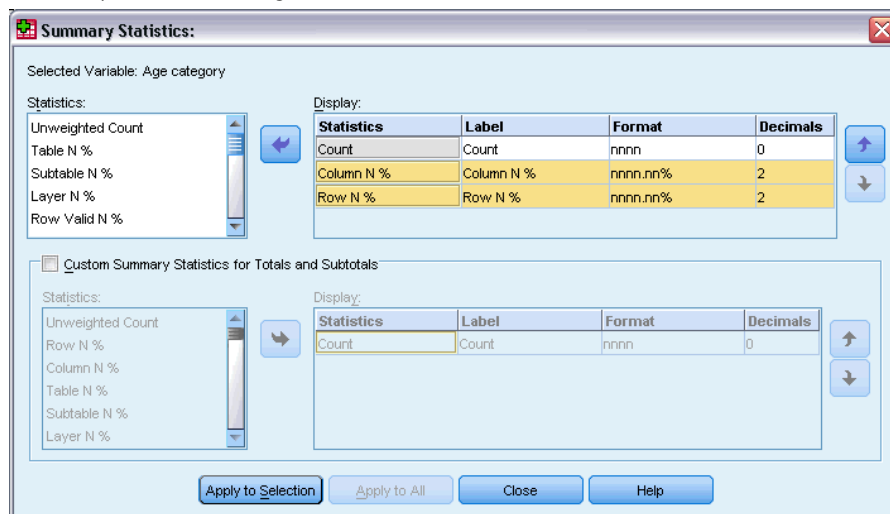 Summary Statistics:
Selected Variable: Age category
Statistics:
Unweighted Count
Table N %
Subtable N %
Layer N %
Row Valid N %
Display:
Statistics Label Format Decimals
Count Count nnnn 0
Column N % Column N % nnnn.nn% 2
Row N % Row N % nnnn.nn% 2
Custom Summary Statistics for Totals and Subtotals
Statistics:
Unweighted Count
Row N %
Column N %
Table N %
Subtable N %
Layer N %
Display:
Statistics Label Format Decimals
Count Count nnnn 0
Apply to Selection Apply to All Close Help